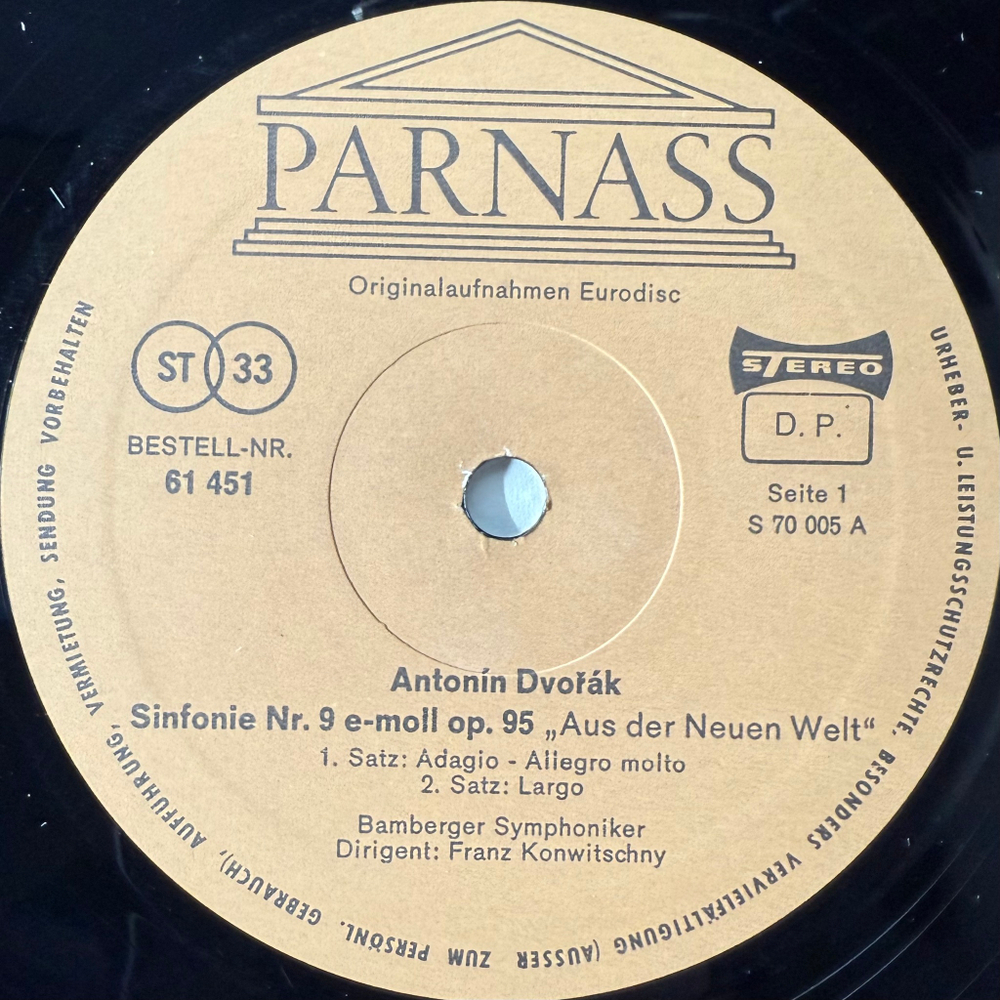 PARNASS
Originalaufnahmen Eurodisc
ST 33
BESTELL-NR.
61 451
STEREO
D. P.
Seite 1
S 70 005 A
Antonín Dvořák
Sinfonie Nr. 9 e-moll op. 95 „Aus der Neuen Welt“
1. Satz: Adagio - Allegro molto
2. Satz: Largo
Bamberger Symphoniker
Dirigent: Franz Konwitschny
URHEBER- U. LEISTUNGSSCHUTZRECHTE, BESONDERS VERVIELFÄLTIGUNG (AUSSER ZUM PERSÖNL. GEBRAUCH), AUFFÜHRUNG, VERMIETUNG, SENDUNG VORBEHALTEN